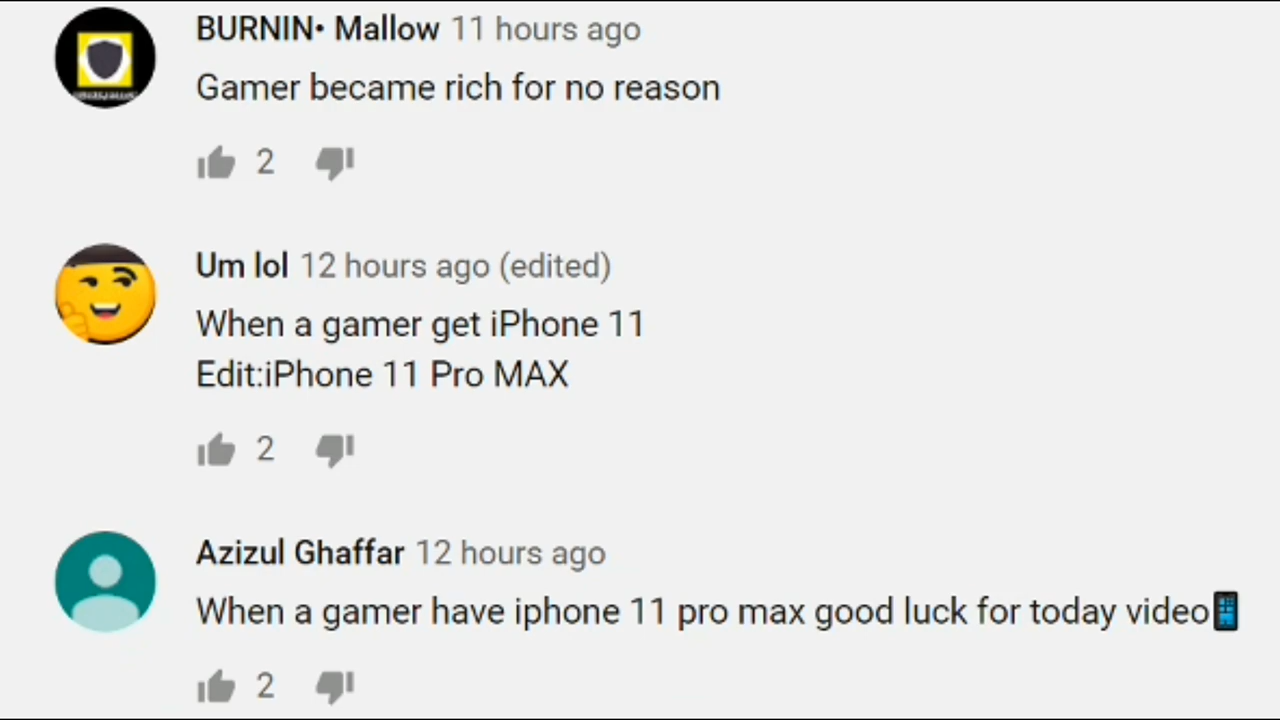 BURNIN• Mallow 11 hours ago
Gamer became rich for no reason
2
Um lol 12 hours ago (edited)
When a gamer get iPhone 11
Edit:iPhone 11 Pro MAX
2
Azizul Ghaffar 12 hours ago
When a gamer have iphone 11 pro max good luck for today video📱
2